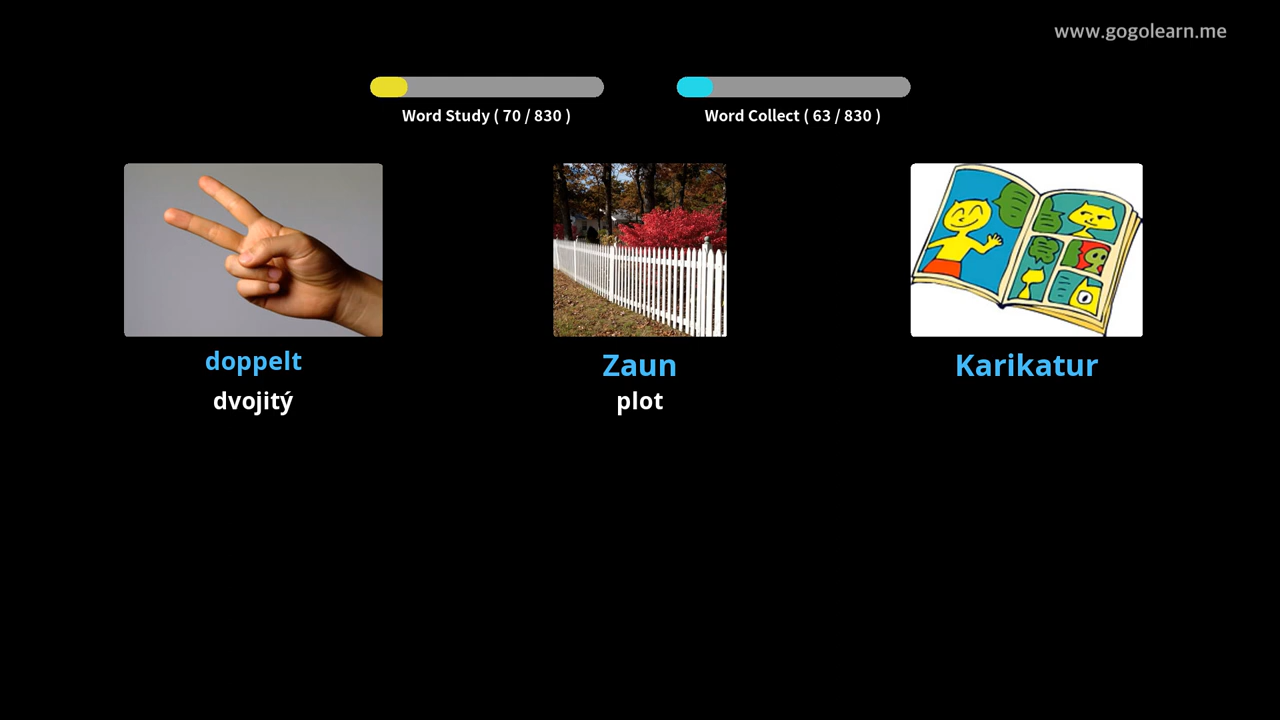 www.gogolearn.me
Word Study ( 70 / 830 )
Word Collect ( 63 / 830 )
doppelt
dvojitý
Zaun
plot
Karikatur